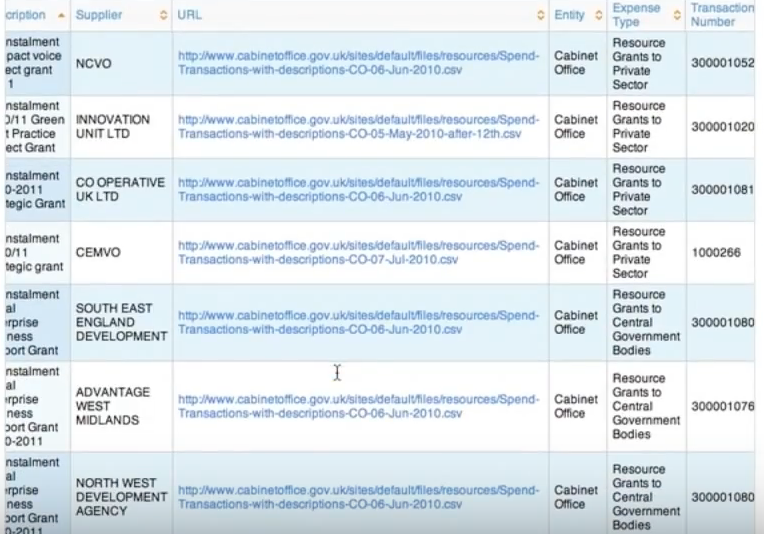 cription Supplier URL Entity Expense Type Transaction Number
nstalment
pact voice
ect grant
1
NCVO
http://www.cabinetoffice.gov.uk/sites/default/files/resources/Spend-
Transactions-with-descriptions-CO-06-Jun-2010.csv
Cabinet
Office
Resource
Grants to
Private
Sector
300001052
nstalment
0/11 Green
t Practice
ect Grant
INNOVATION
UNIT LTD
http://www.cabinetoffice.gov.uk/sites/default/files/resources/Spend-
Transactions-with-descriptions-CO-05-May-2010-after-12th.csv
Cabinet
Office
Resource
Grants to
Private
Sector
300001020
nstalment
0-2011
tegic Grant
CO OPERATIVE
UK LTD
http://www.cabinetoffice.gov.uk/sites/default/files/resources/Spend-
Transactions-with-descriptions-CO-06-Jun-2010.csv
Cabinet
Office
Resource
Grants to
Private
Sector
300001081
nstalment
0/11
tegic grant
CEMVO
http://www.cabinetoffice.gov.uk/sites/default/files/resources/Spend-
Transactions-with-descriptions-CO-07-Jul-2010.csv
Cabinet
Office
Resource
Grants to
Private
Sector
1000266
nstalment
al
erprise
ness
port Grant
SOUTH EAST
ENGLAND
DEVELOPMENT
http://www.cabinetoffice.gov.uk/sites/default/files/resources/Spend-
Transactions-with-descriptions-CO-06-Jun-2010.csv
Cabinet
Office
Resource
Grants to
Central
Government
Bodies
300001080
nstalment
al
erprise
ness
port Grant
0-2011
ADVANTAGE
WEST
MIDLANDS
http://www.cabinetoffice.gov.uk/sites/default/files/resources/Spend-
Transactions-with-descriptions-CO-06-Jun-2010.csv
Cabinet
Office
Resource
Grants to
Central
Government
Bodies
300001076
nstalment
al
erprise
ness
port Grant
0-2011
NORTH WEST
DEVELOPMENT
AGENCY
http://www.cabinetoffice.gov.uk/sites/default/files/resources/Spend-
Transactions-with-descriptions-CO-06-Jun-2010.csv
Cabinet
Office
Resource
Grants to
Central
Government
Bodies
300001080